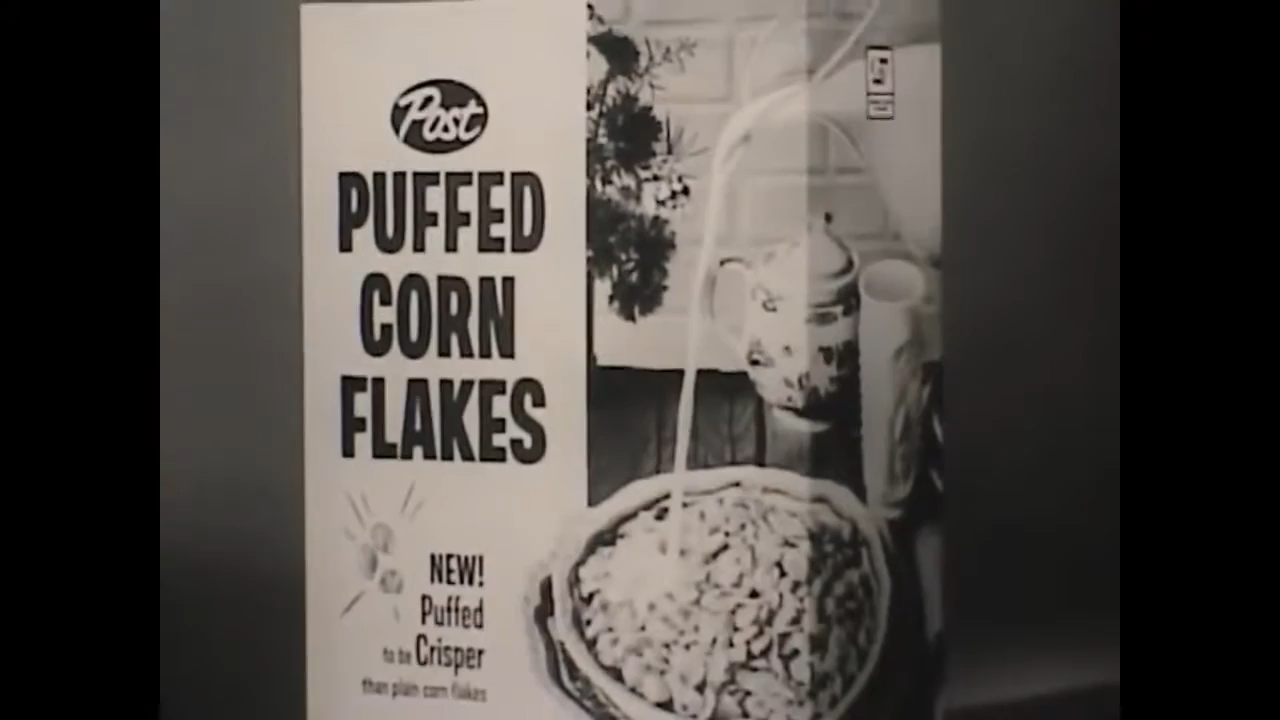 Post
PUFFED
CORN
FLAKES
NEW!
Puffed
to be Crisper
than plain corn flakes